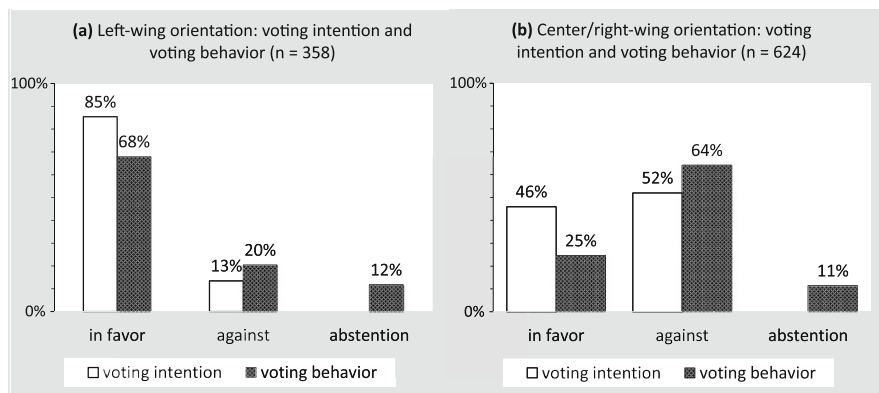 (a) Left-wing orientation: voting intention and
voting behavior (n = 358)
100%
85%
68%
13%
20%
12%
0%
in favor
against
abstention
voting intention
voting behavior
(b) Center/right-wing orientation: voting
intention and voting behavior (n = 624)
100%
46%
25%
52%
64%
11%
0%
in favor
against
abstention
voting intention
voting behavior